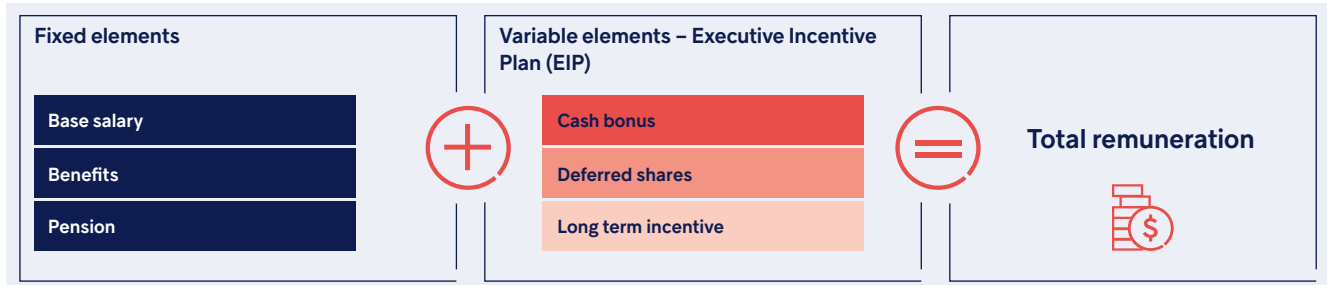 Fixed elements
Base salary
Benefits
Pension
Variable elements – Executive Incentive
Plan (EIP)
Cash bonus
Deferred shares
Long term incentive
Total remuneration
$